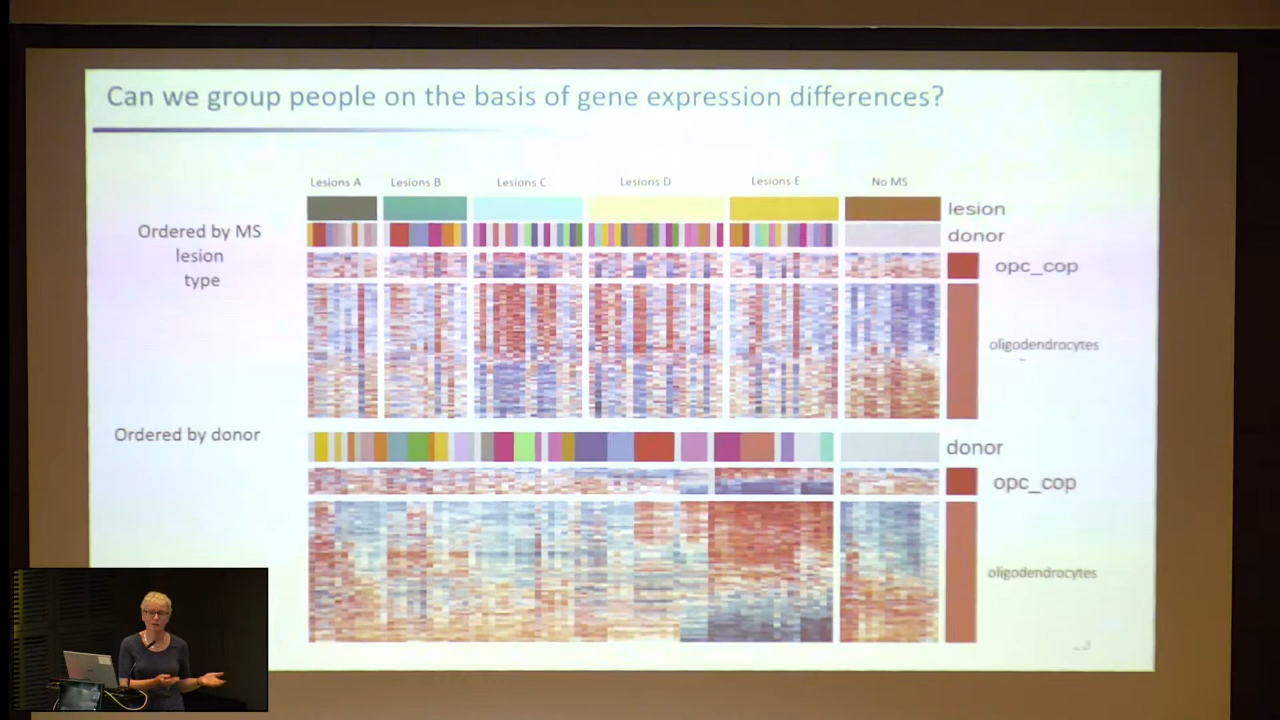 Can we group people on the basis of gene expression differences?
Lesions A
Lesions B
Lesions C
Lesions D
Lesions E
No MS
lesion
donor
Ordered by MS
lesion
type
opc_cop
oligodendrocytes
Ordered by donor
donor
opc_cop
oligodendrocytes